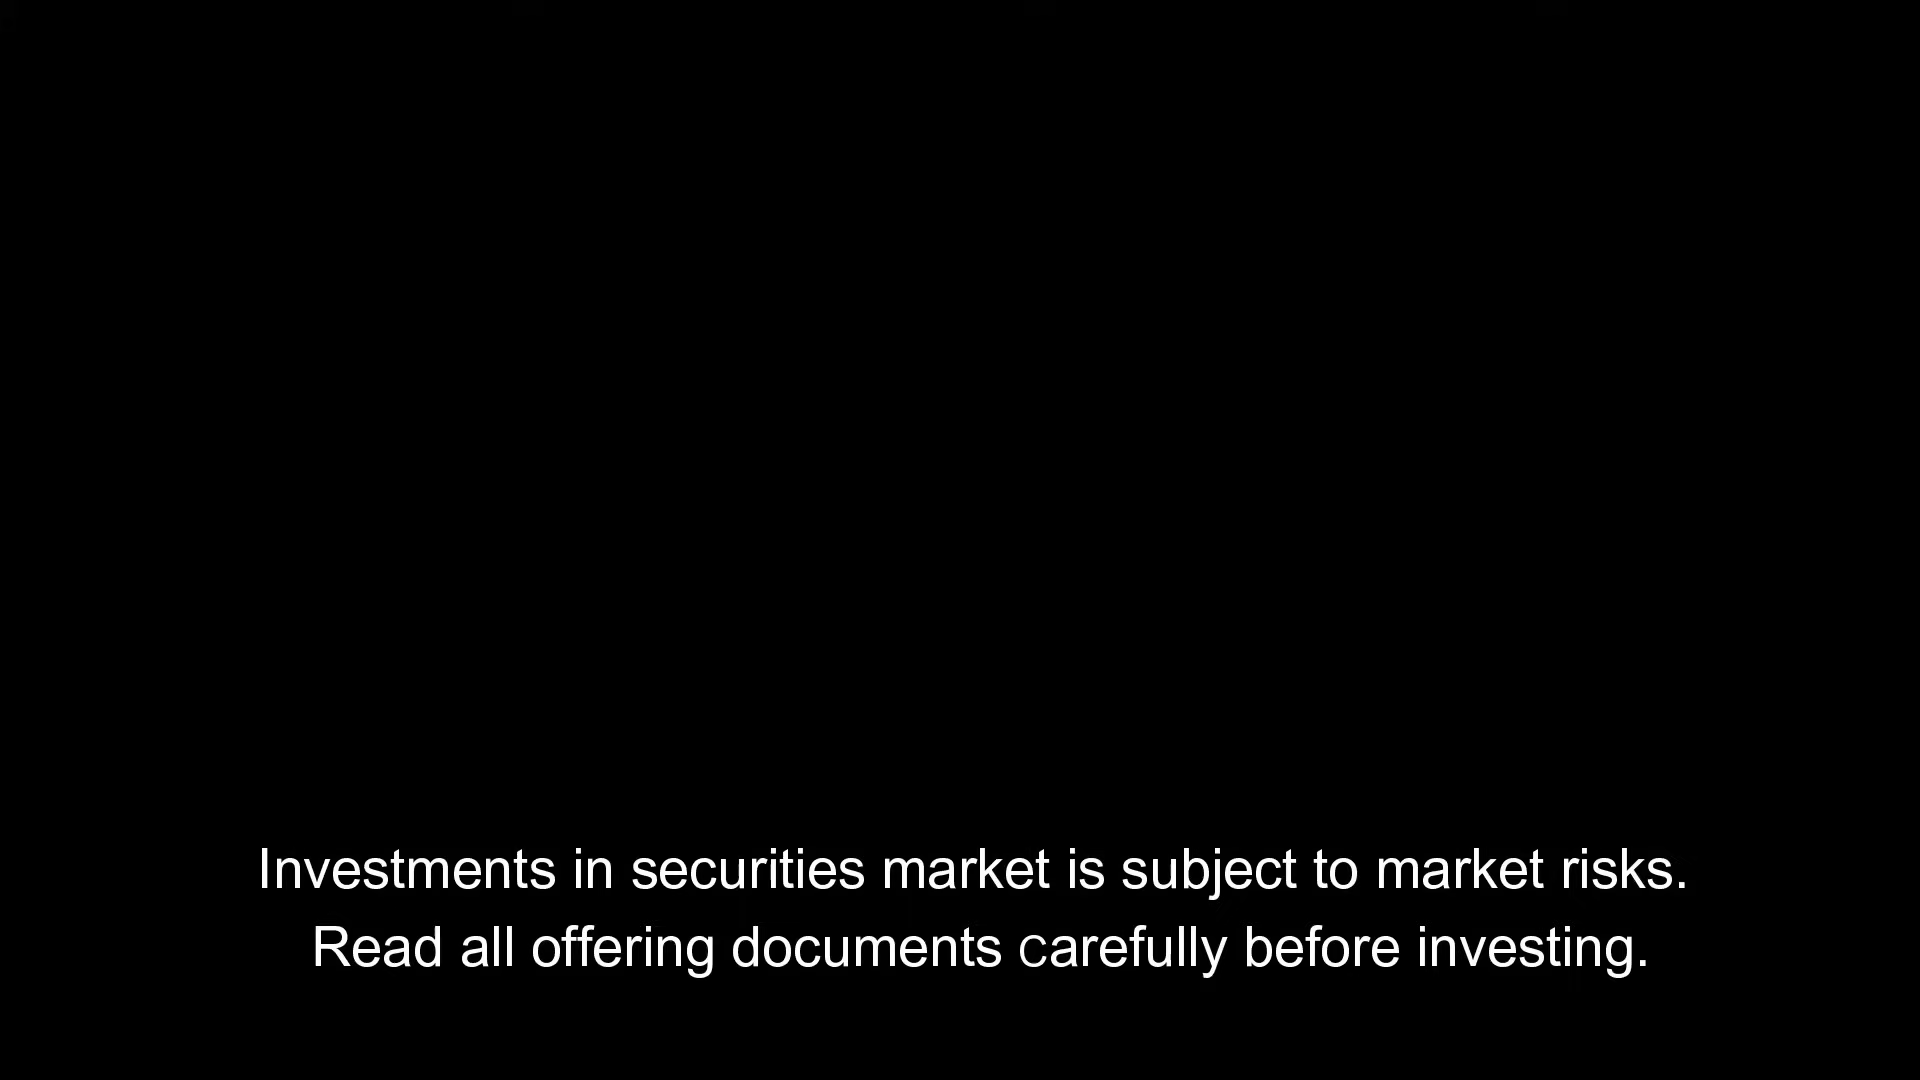 Investments in securities market is subject to market risks.
Read all offering documents carefully before investing.